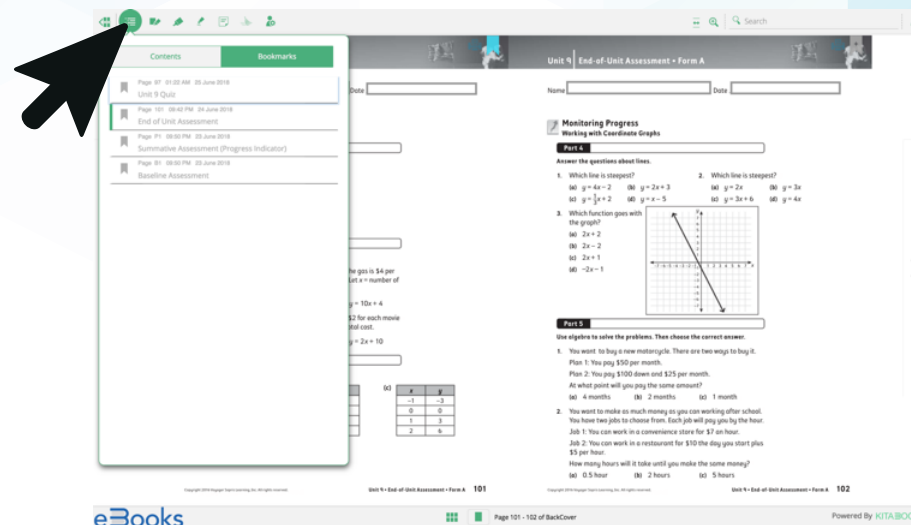 Search
Contents
Bookmarks
Page 97 01:22 AM 25 June 2018
Unit 9 Quiz
Page 101 09:42 PM 24 June 2018
End of Unit Assessment
Page P1 09:50 PM 23 June 2018
Summative Assessment (Progress Indicator)
Page B1 09:50 PM 23 June 2018
Baseline Assessment
Date
he gas is $4 per
Let x = number of
y = 10x + 4
$2 for each movie
total cost.
y = 2x + 10
(c)
x y
−1 −3
0 0
1 3
2 6
Unit 9 • End-of-Unit Assessment • Form A 101
Unit 9 End-of-Unit Assessment • Form A
Name Date
Monitoring Progress
Working with Coordinate Graphs
Part 4
Answer the questions about lines.
1. Which line is steepest?
(a) y = 4x − 2 (b) y = 2x + 3
(c) y = 1/3 x + 2 (d) y = x − 5
2. Which line is steepest?
(a) y = 2x (b) y = 3x
(c) y = 3x + 6 (d) y = 4x
3. Which function goes with
the graph?
(a) 2x + 2
(b) 2x − 2
(c) 2x + 1
(d) −2x − 1
Part 5
Use algebra to solve the problems. Then choose the correct answer.
1. You want to buy a new motorcycle. There are two ways to buy it.
Plan 1: You pay $50 per month.
Plan 2: You pay $100 down and $25 per month.
At what point will you pay the same amount?
(a) 4 months (b) 2 months (c) 1 month
2. You want to make as much money as you can working after school.
You have two jobs to choose from. Each job will pay you by the hour.
Job 1: You can work in a convenience store for $7 an hour.
Job 2: You can work in a restaurant for $10 the day you start plus
$5 per hour.
How many hours will it take until you make the same money?
(a) 0.5 hour (b) 2 hours (c) 5 hours
Unit 9 • End-of-Unit Assessment • Form A 102
eBooks
Page 101 - 102 of BackCover
Powered By KITABOO